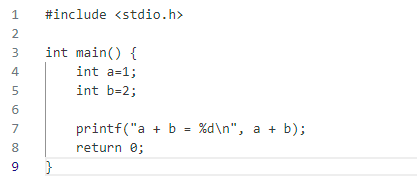 1 #include <stdio.h>
2
3 int main() {
4     int a=1;
5     int b=2;
6
7     printf("a + b = %d\n", a + b);
8     return 0;
9 }